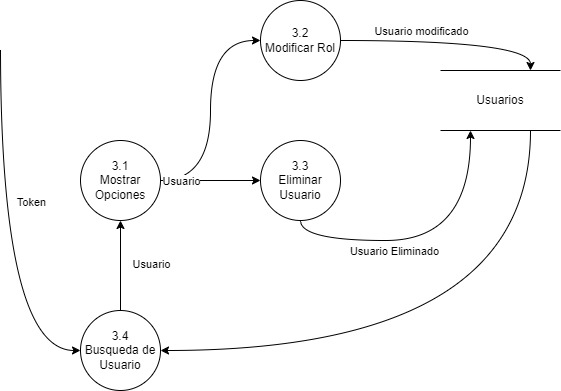 3.2
Modificar Rol
Usuario modificado
Usuarios
3.1
Mostrar
Opciones
Usuario
3.3
Eliminar
Usuario
Token
Usuario Eliminado
Usuario
3.4
Busqueda de
Usuario